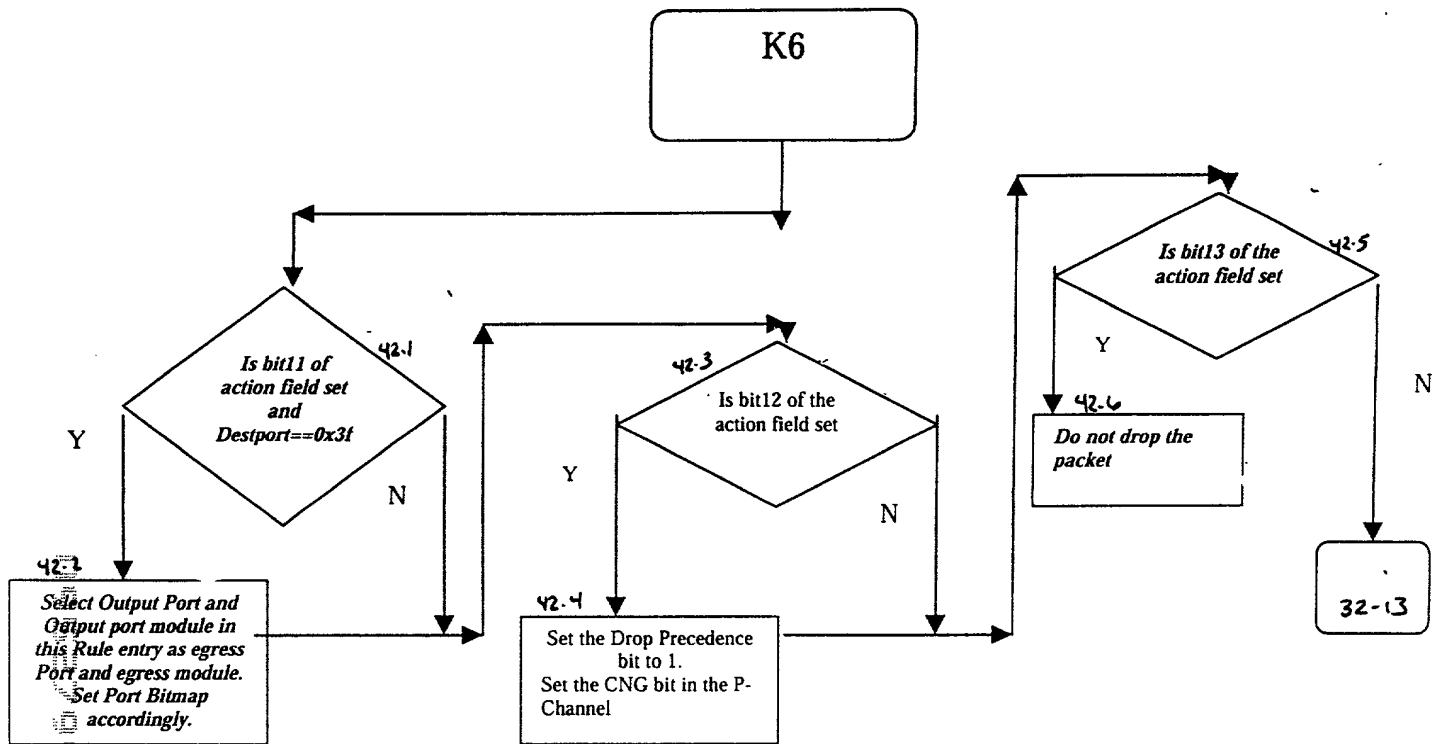 K6
42.1
Is bit11 of
action field set
and
Destport==0x3f
Y
N
42.2
Select Output Port and
Output port module in
this Rule entry as egress
Port and egress module.
Set Port Bitmap
accordingly.
42.3
Is bit12 of the
action field set
Y
N
42.4
Set the Drop Precedence
bit to 1.
Set the CNG bit in the P-
Channel
42.5
Is bit13 of the
action field set
Y
N
42.6
Do not drop the
packet
32-13